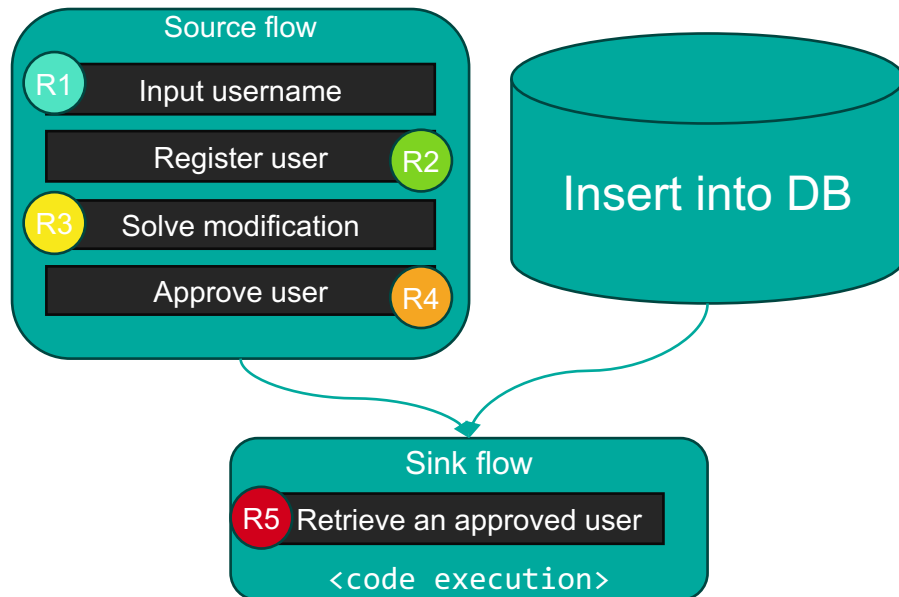 Source flow
R1
Input username
Register user
R2
R3
Solve modification
Approve user
R4
Insert into DB
Sink flow
R5
Retrieve an approved user
<code execution>